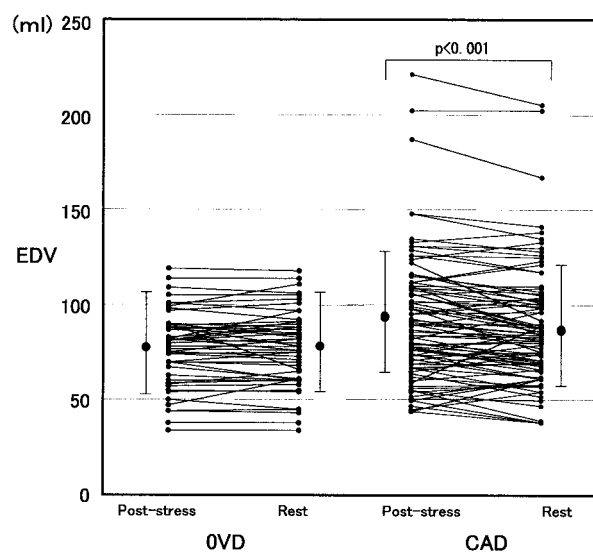 (ml)
250
p<0.001
200
150
EDV
100
50
0
Post-stress Rest Post-stress Rest
0VD CAD